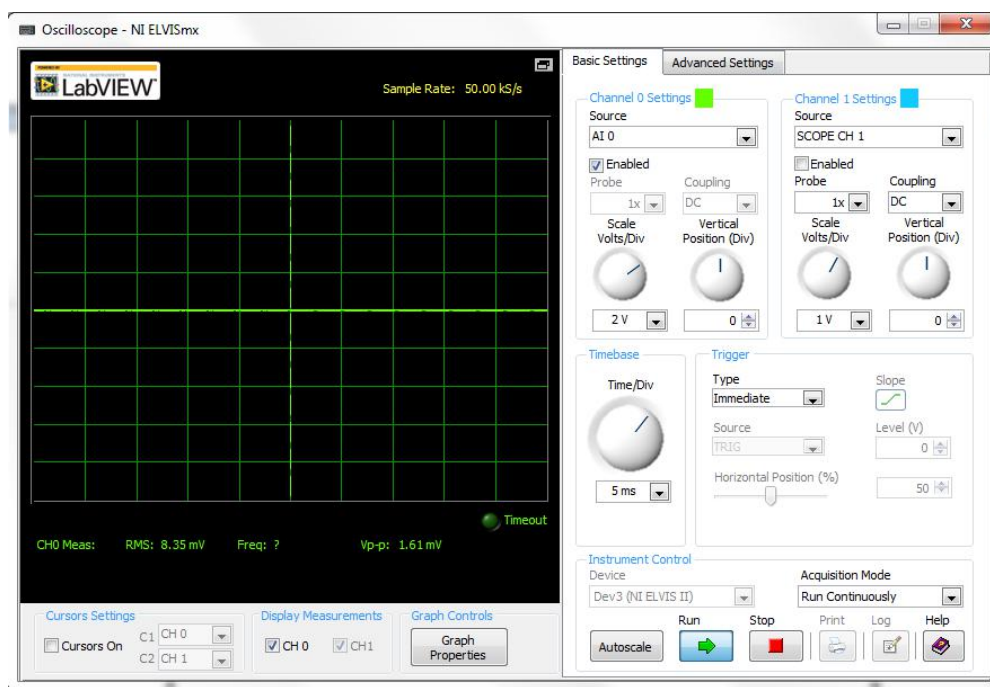 Oscilloscope - NI ELVISmx
LabVIEW
Sample Rate: 50.00 kS/s
Timeout
CH0 Meas: RMS: 8.35 mV Freq: ? Vp-p: 1.61 mV
Cursors Settings
Cursors On
C1 CH 0
C2 CH 1
Display Measurements
CH 0 CH1
Graph Controls
Graph
Properties
Basic Settings Advanced Settings
Channel 0 Settings
Source
AI 0
Enabled
Probe Coupling
1x DC
Scale Vertical
Volts/Div Position (Div)
2 V 0
Channel 1 Settings
Source
SCOPE CH 1
Enabled
Probe Coupling
1x DC
Scale Vertical
Volts/Div Position (Div)
1 V 0
Timebase
Time/Div
5 ms
Trigger
Type Slope
Immediate
Source Level (V)
TRIG 0
Horizontal Position (%)
50
Instrument Control
Device Acquisition Mode
Dev3 (NI ELVIS II) Run Continuously
Run Stop Print Log Help
Autoscale